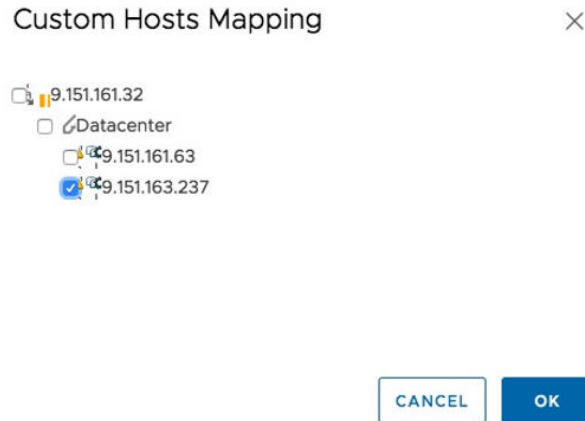 Custom Hosts Mapping
9.151.161.32
Datacenter
9.151.161.63
9.151.163.237
CANCEL
OK